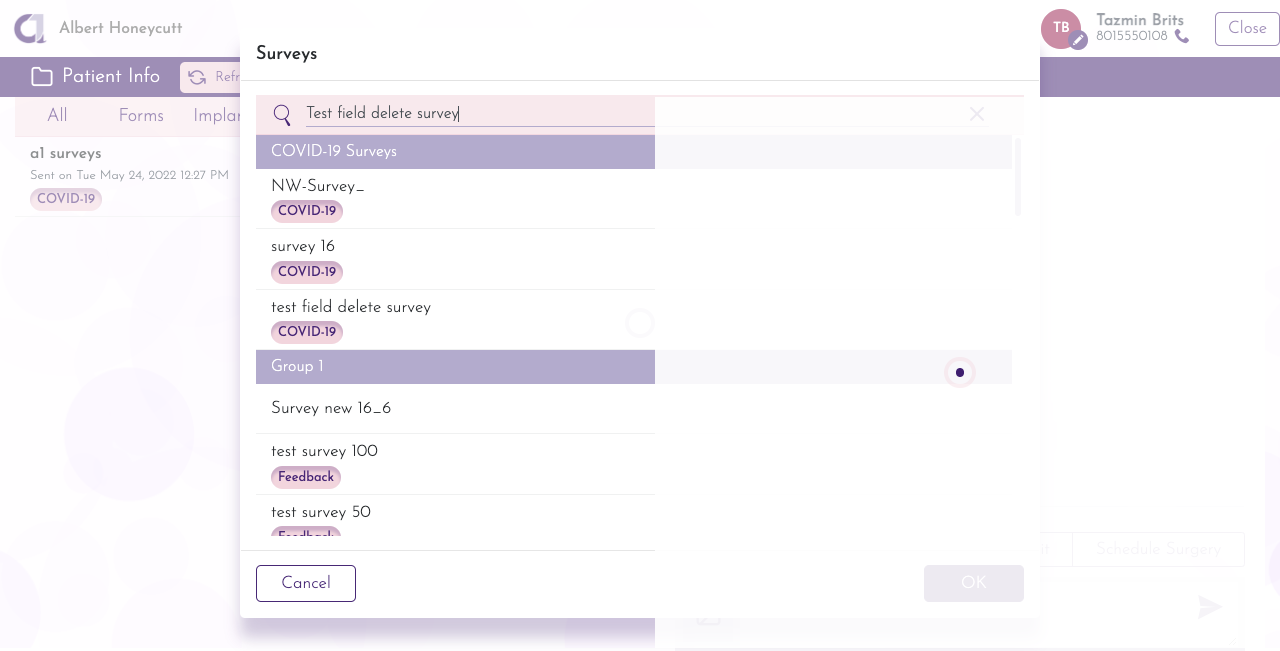 Albert Honeycutt
TB
Tazmin Brits
8015550108
Close
Patient Info
Refr
All
Forms
Implan
a1 surveys
Sent on Tue May 24, 2022 12:27 PM
COVID-19
Surveys
Test field delete survey
COVID-19 Surveys
NW-Survey_
COVID-19
survey 16
COVID-19
test field delete survey
COVID-19
Group 1
Survey new 16_6
test survey 100
Feedback
test survey 50
Feedback
Schedule Surgery
Cancel
OK